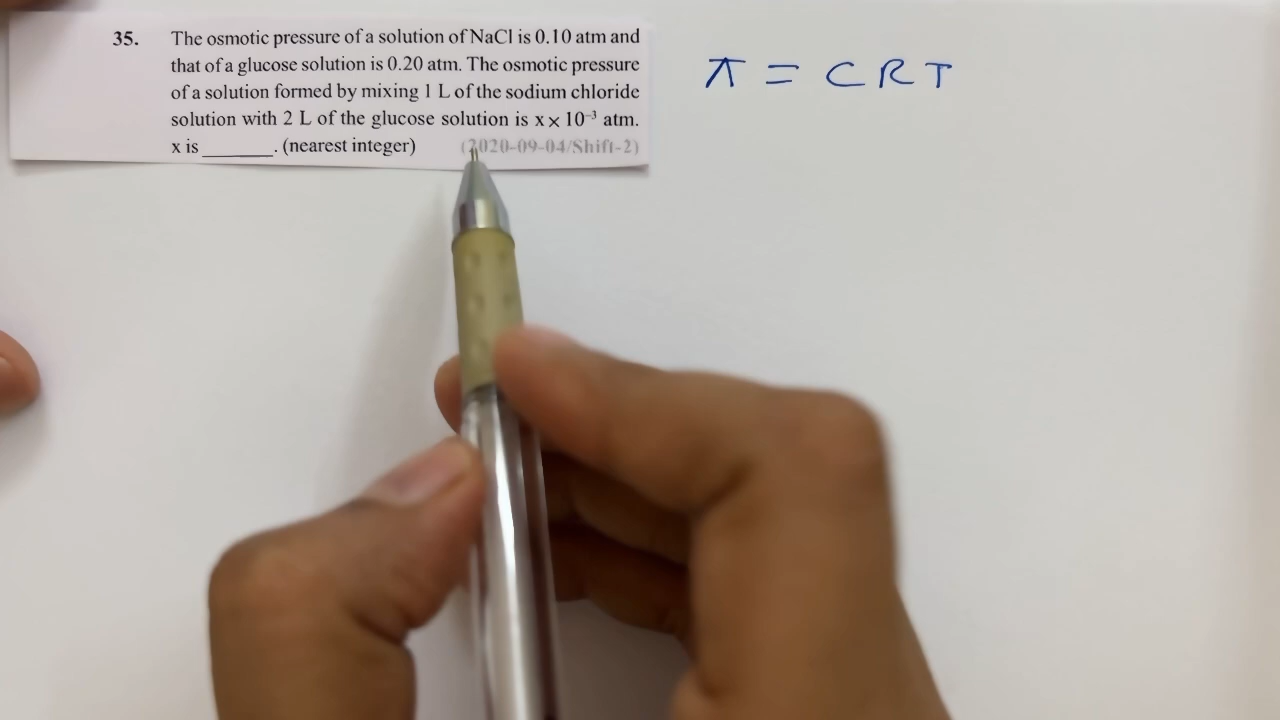 35. The osmotic pressure of a solution of NaCl is 0.10 atm and
that of a glucose solution is 0.20 atm. The osmotic pressure
of a solution formed by mixing 1 L of the sodium chloride
solution with 2 L of the glucose solution is x × 10⁻³ atm.
x is ______. (nearest integer) (2020-09-04/Shift-2)
π = CRT